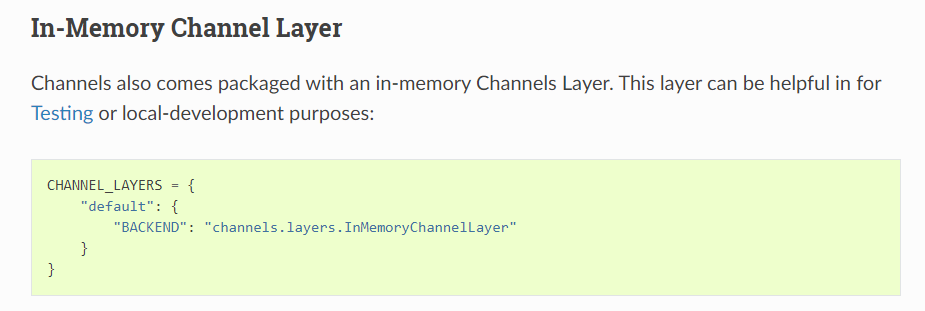 In-Memory Channel Layer
Channels also comes packaged with an in-memory Channels Layer. This layer can be helpful in for
Testing or local-development purposes:
CHANNEL_LAYERS = {
    "default": {
        "BACKEND": "channels.layers.InMemoryChannelLayer"
    }
}